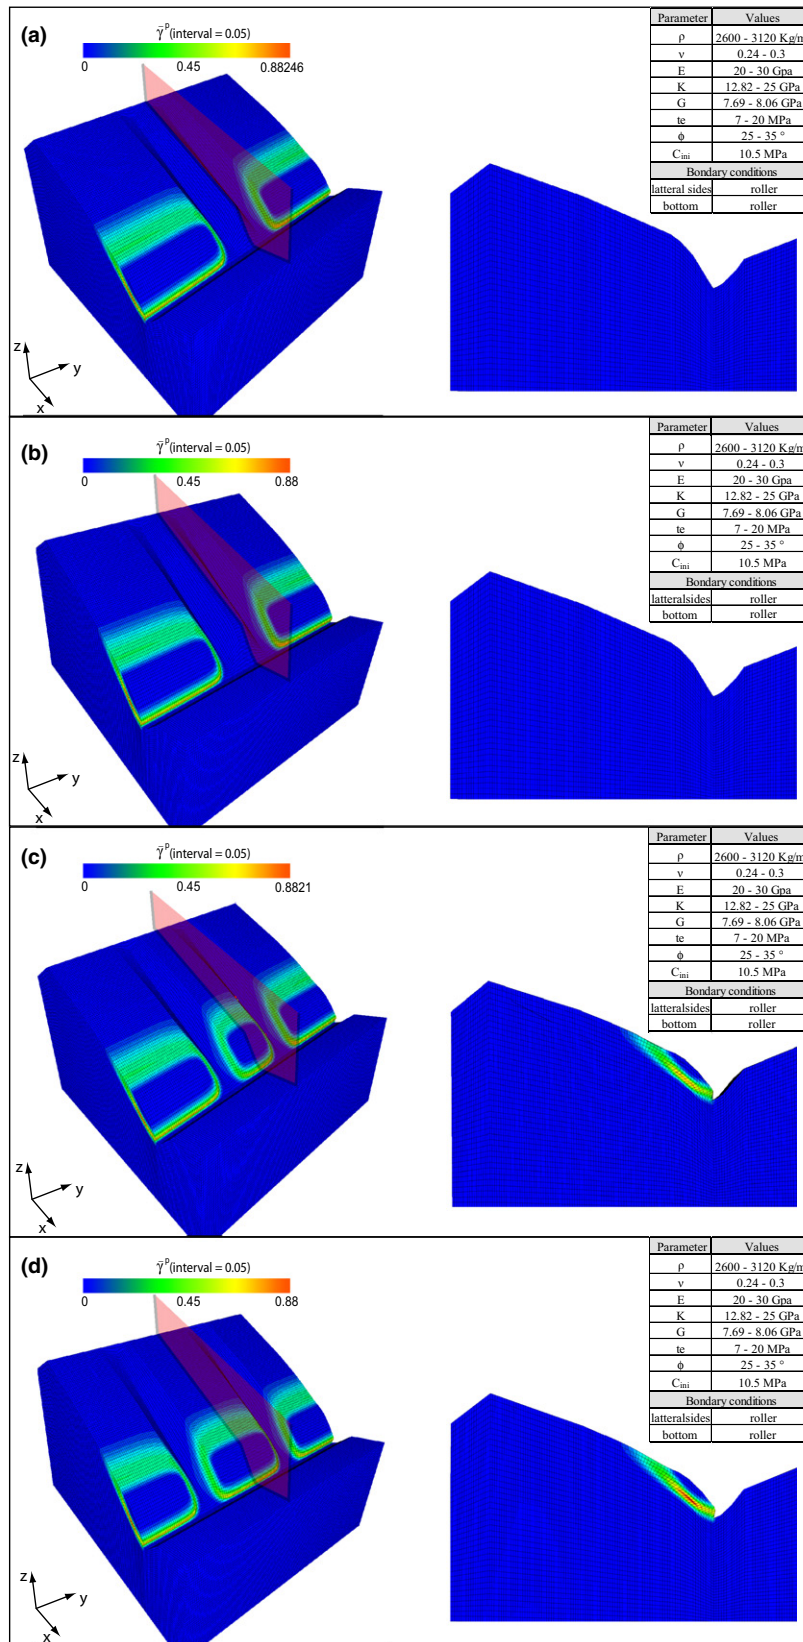 (a)
γ̄ᵖ(interval = 0.05)
0 0.45 0.88246
z
y
x
Parameter Values
ρ 2600 - 3120 Kg/m
ν 0.24 - 0.3
E 20 - 30 Gpa
K 12.82 - 25 GPa
G 7.69 - 8.06 GPa
te 7 - 20 MPa
ϕ 25 - 35 °
C_ini 10.5 MPa
Bondary conditions
latteral sides roller
bottom roller
(b)
γ̄ᵖ(interval = 0.05)
0 0.45 0.88
z
y
x
Parameter Values
ρ 2600 - 3120 Kg/m
ν 0.24 - 0.3
E 20 - 30 Gpa
K 12.82 - 25 GPa
G 7.69 - 8.06 GPa
te 7 - 20 MPa
ϕ 25 - 35 °
C_ini 10.5 MPa
Bondary conditions
latteralsides roller
bottom roller
(c)
γ̄ᵖ(interval = 0.05)
0 0.45 0.8821
z
y
x
Parameter Values
ρ 2600 - 3120 Kg/m
ν 0.24 - 0.3
E 20 - 30 Gpa
K 12.82 - 25 GPa
G 7.69 - 8.06 GPa
te 7 - 20 MPa
ϕ 25 - 35 °
C_ini 10.5 MPa
Bondary conditions
latteralsides roller
bottom roller
(d)
γ̄ᵖ(interval = 0.05)
0 0.45 0.88
z
y
x
Parameter Values
ρ 2600 - 3120 Kg/m
ν 0.24 - 0.3
E 20 - 30 Gpa
K 12.82 - 25 GPa
G 7.69 - 8.06 GPa
te 7 - 20 MPa
ϕ 25 - 35 °
C_ini 10.5 MPa
Bondary conditions
latteralsides roller
bottom roller